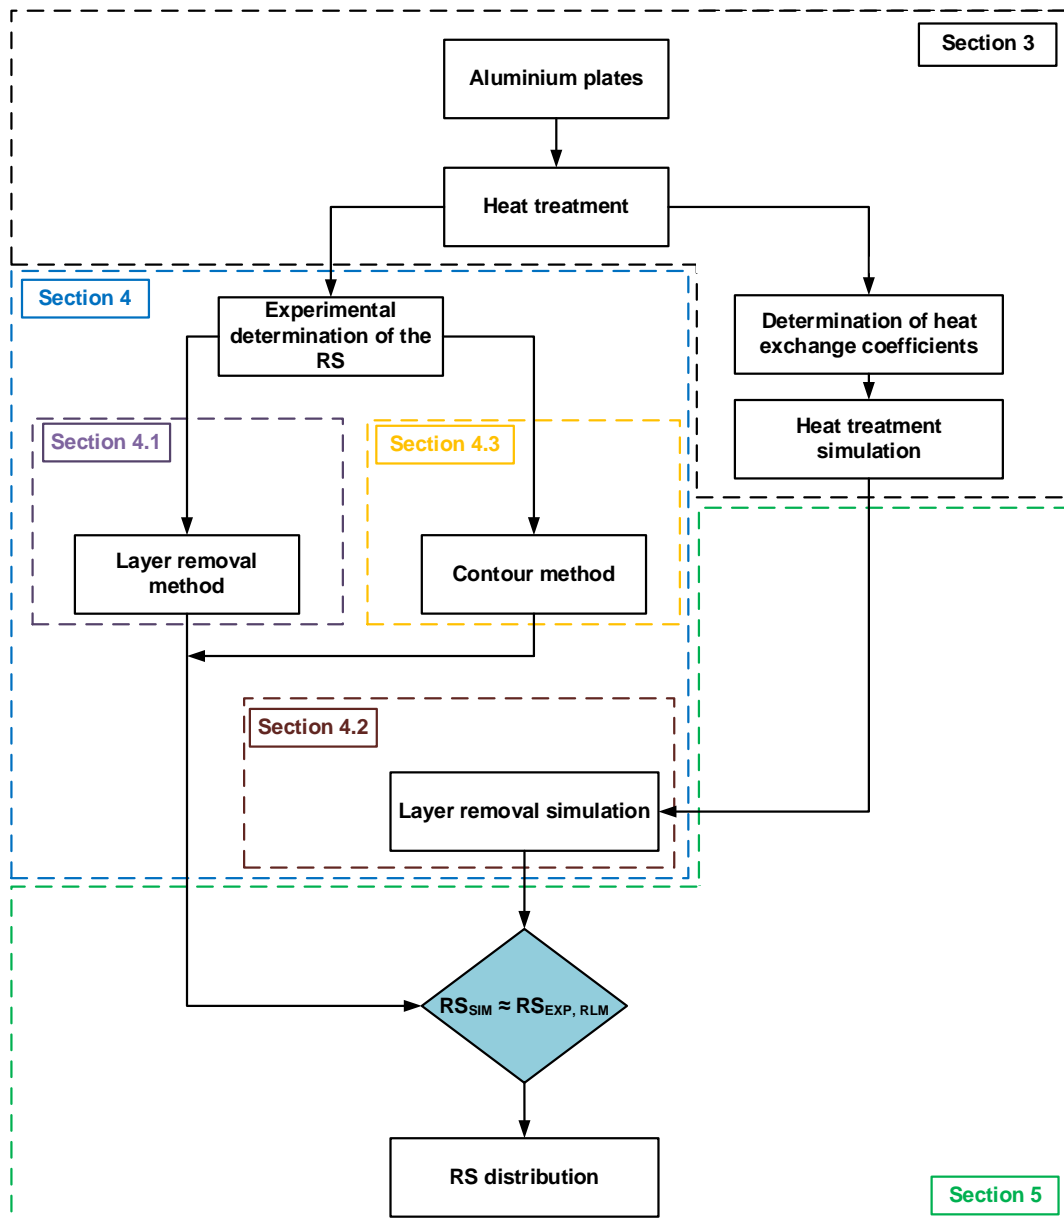 Section 3
Aluminium plates
Heat treatment
Section 4
Experimental
determination of the
RS
Determination of heat
exchange coefficients
Heat treatment
simulation
Section 4.1
Section 4.3
Layer removal
method
Contour method
Section 4.2
Layer removal simulation
RSSIM ≈ RSEXP, RLM
RS distribution
Section 5